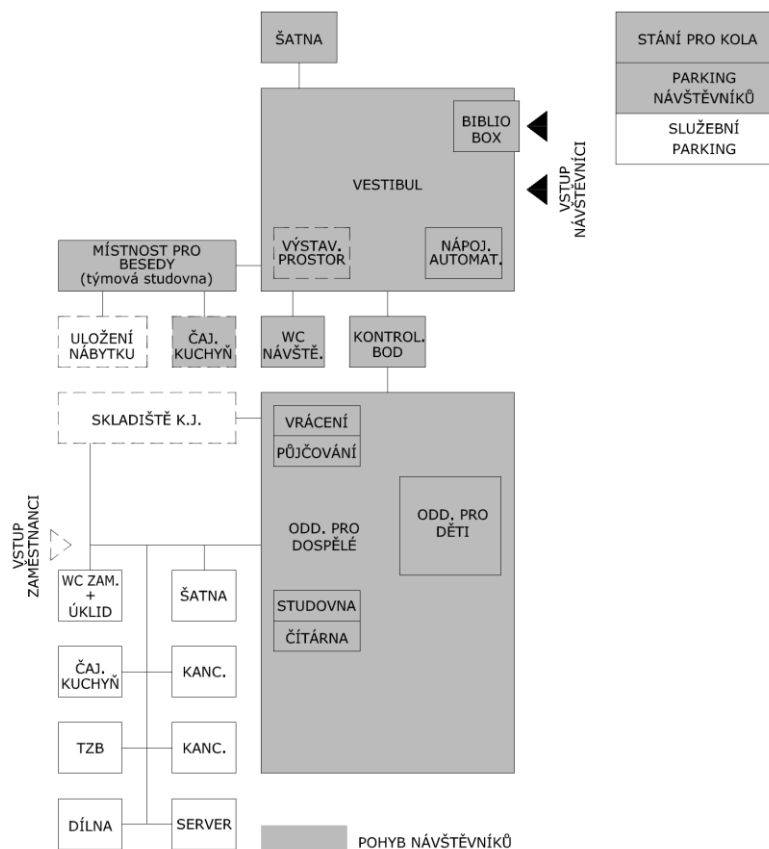 ŠATNA
STÁNÍ PRO KOLA
PARKING
NÁVŠTĚVNÍKŮ
SLUŽEBNÍ
PARKING
BIBLIO
BOX
VSTUP
NÁVŠTĚVNÍCI
VESTIBUL
VÝSTAV.
PROSTOR
NÁPOJ.
AUTOMAT.
MÍSTNOST PRO
BESEDY
(týmová studovna)
ULOŽENÍ
NÁBYTKU
ČAJ.
KUCHYŇ
WC
NÁVŠTĚ.
KONTROL.
BOD
SKLADIŠTĚ K.J.
VRÁCENÍ
PŮJČOVÁNÍ
ODD. PRO
DOSPĚLÉ
ODD. PRO
DĚTI
VSTUP
ZAMĚSTNANCI
WC ZAM.
+
ÚKLID
ŠATNA
STUDOVNA
ČÍTÁRNA
ČAJ.
KUCHYŇ
KANC.
TZB
KANC.
DÍLNA
SERVER
POHYB NÁVŠTĚVNÍKŮ